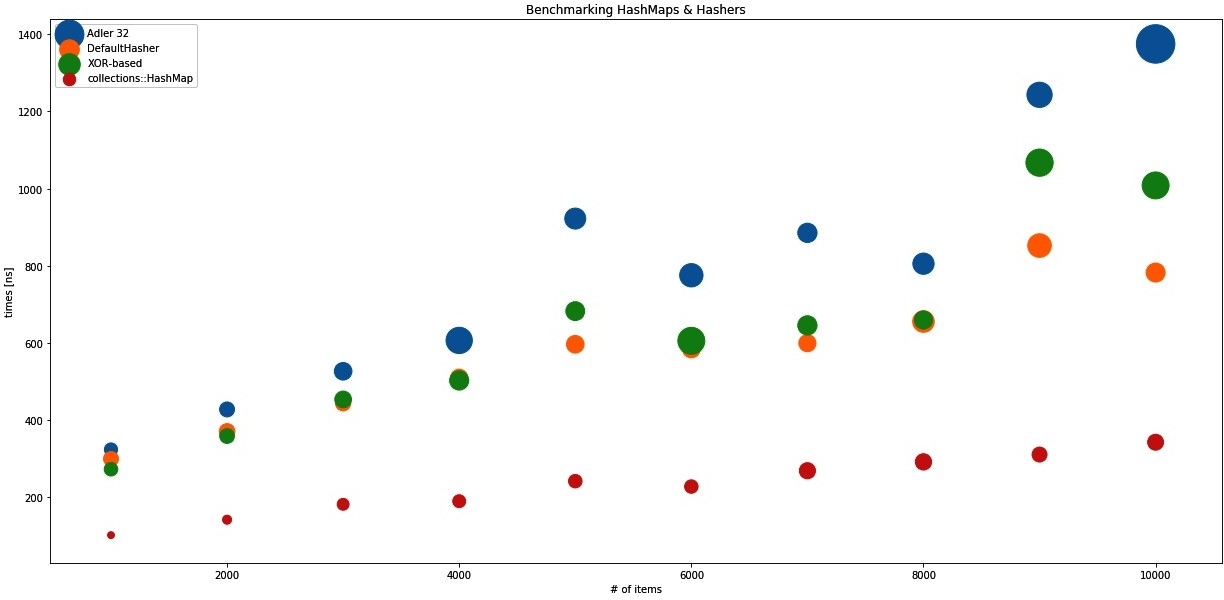 Benchmarking HashMaps & Hashers
1400
1200
1000
800
600
400
200
times [ns]
Adler 32
DefaultHasher
XOR-based
collections::HashMap
2000
4000
6000
8000
10000
# of items